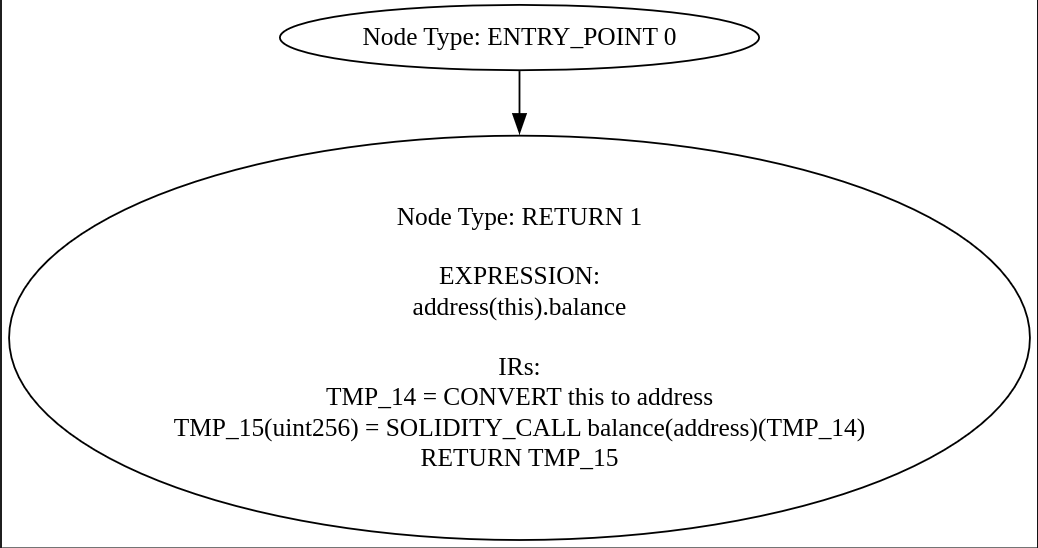 Node Type: ENTRY_POINT 0
Node Type: RETURN 1
EXPRESSION:
address(this).balance
IRs:
TMP_14 = CONVERT this to address
TMP_15(uint256) = SOLIDITY_CALL balance(address)(TMP_14)
RETURN TMP_15